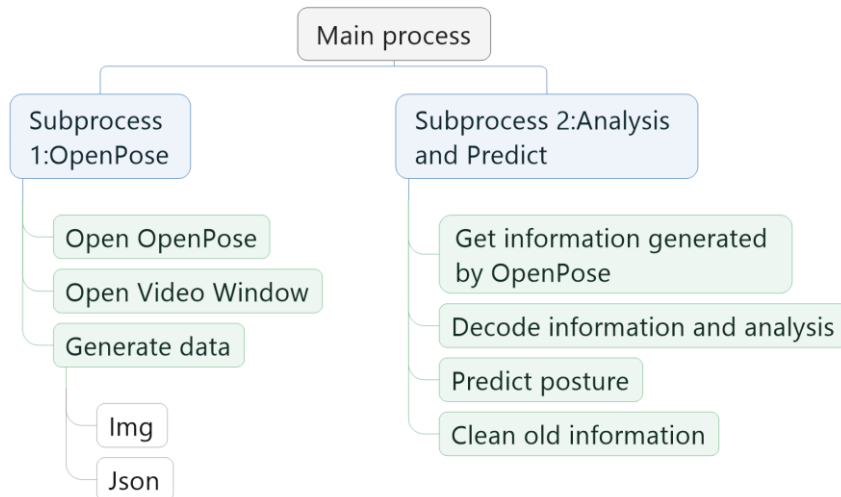 Main process
Subprocess
1:OpenPose
Open OpenPose
Open Video Window
Generate data
Img
Json
Subprocess 2:Analysis
and Predict
Get information generated
by OpenPose
Decode information and analysis
Predict posture
Clean old information